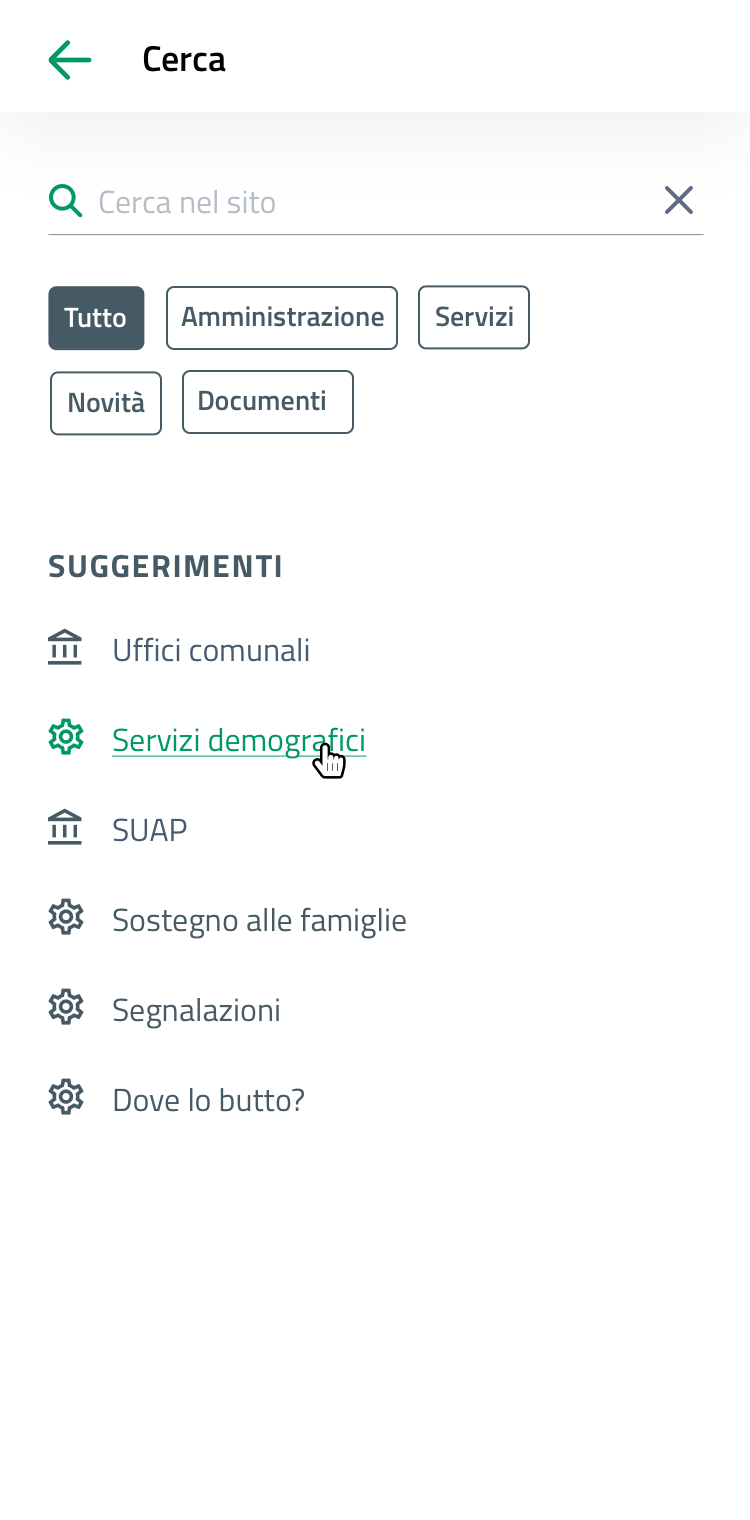 Cerca
Cerca nel sito
Tutto Amministrazione Servizi
Novità Documenti
SUGGERIMENTI
Uffici comunali
Servizi demografici
SUAP
Sostegno alle famiglie
Segnalazioni
Dove lo butto?